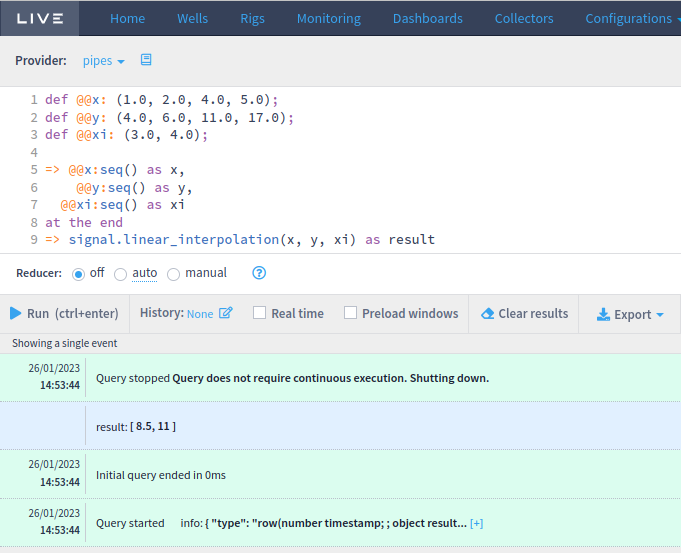 LIVE Home Wells Rigs Monitoring Dashboards Collectors Configurations
Provider: pipes
1 def @@x: (1.0, 2.0, 4.0, 5.0);
2 def @@y: (4.0, 6.0, 11.0, 17.0);
3 def @@xi: (3.0, 4.0);
4
5 => @@x:seq() as x,
6     @@y:seq() as y,
7   @@xi:seq() as xi
8 at the end
9 => signal.linear_interpolation(x, y, xi) as result
Reducer: off auto manual ?
Run (ctrl+enter) History: None Real time Preload windows Clear results Export
Showing a single event
26/01/2023
14:53:44
Query stopped Query does not require continuous execution. Shutting down.
result: [ 8.5, 11 ]
26/01/2023
14:53:44
Initial query ended in 0ms
26/01/2023
14:53:44
Query started info: { "type": "row(number timestamp; ; object result... [+]